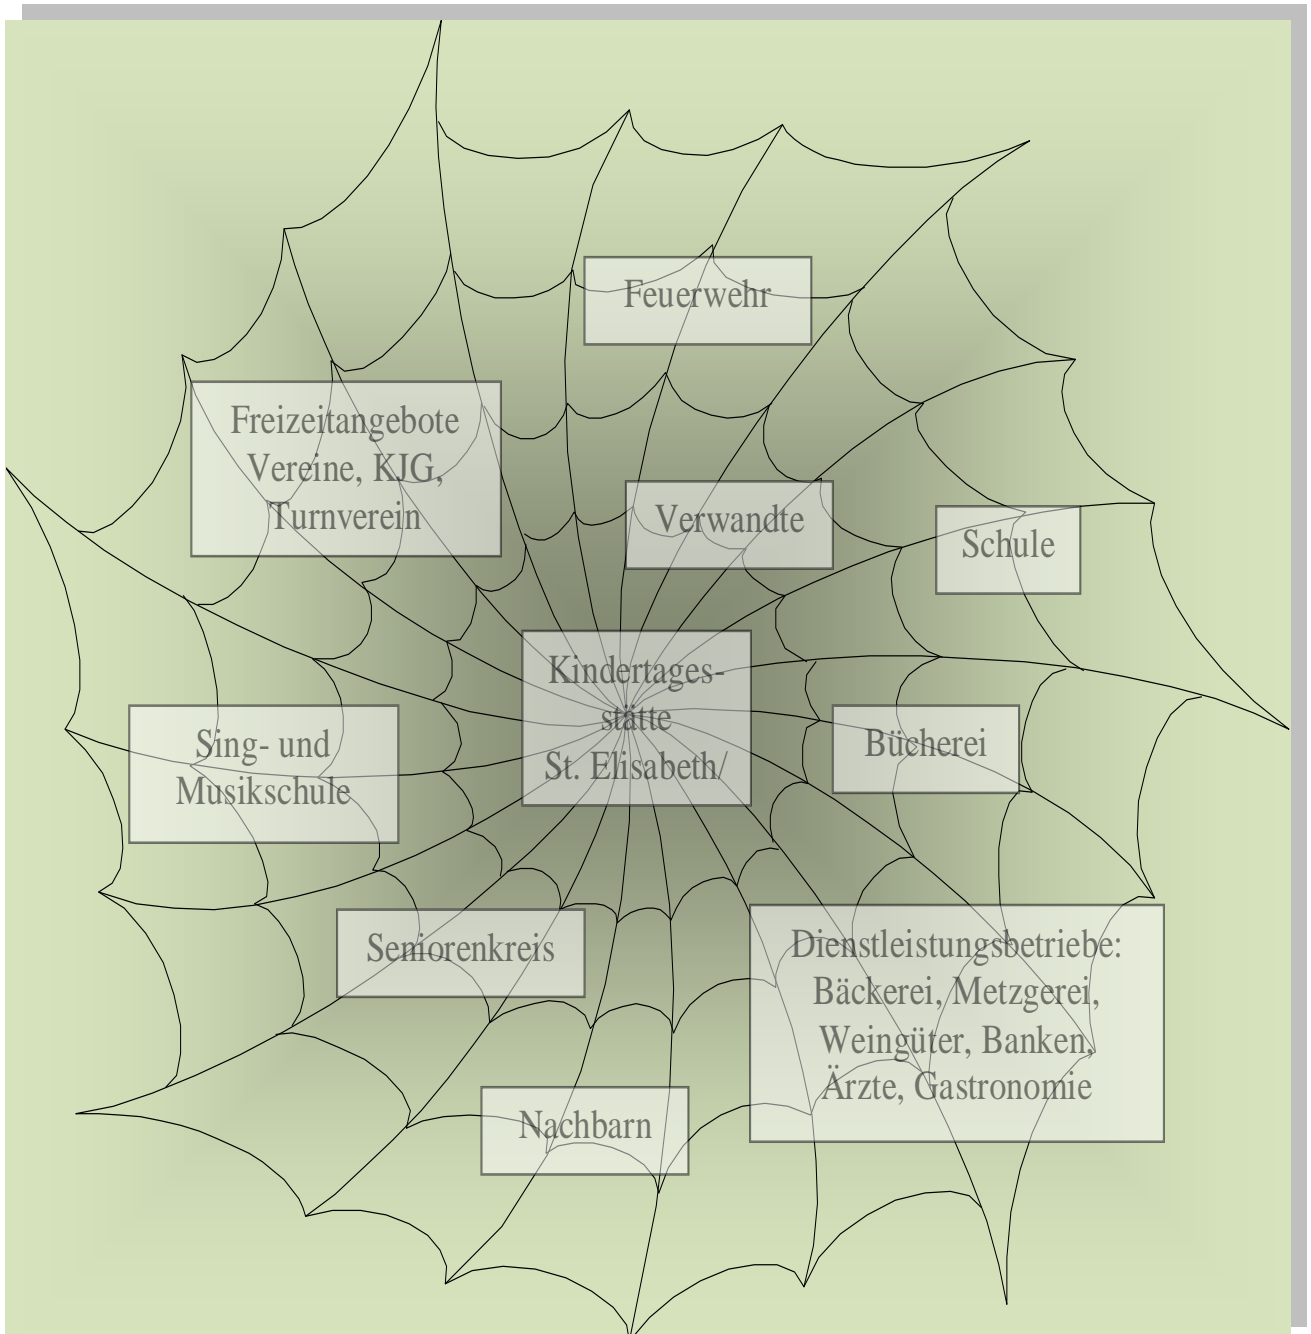 Feuerwehr
Freizeitangebote
Vereine, KJG,
Turnverein
Verwandte
Schule
Kindertages-
stätte
St. Elisabeth/
Sing- und
Musikschule
Bücherei
Seniorenkreis
Dienstleistungsbetriebe:
Bäckerei, Metzgerei,
Weingüter, Banken,
Ärzte, Gastronomie
Nachbarn